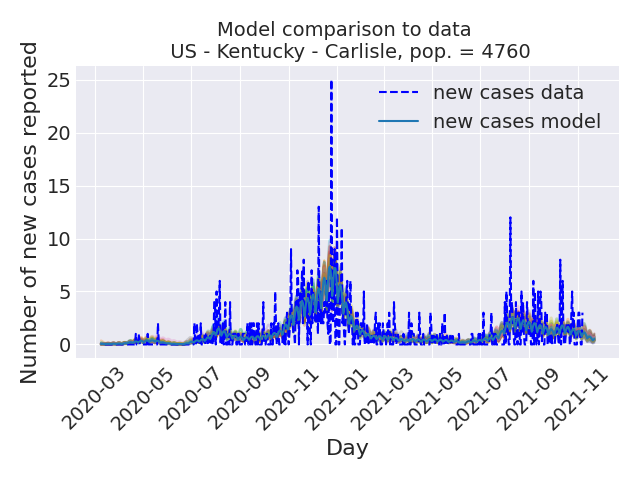 Model comparison to data
US - Kentucky - Carlisle, pop. = 4760
Number of new cases reported
25
20
15
10
5
0
new cases data
new cases model
2020-03
2020-05
2020-07
2020-09
2020-11
2021-01
2021-03
2021-05
2021-07
2021-09
2021-11
Day